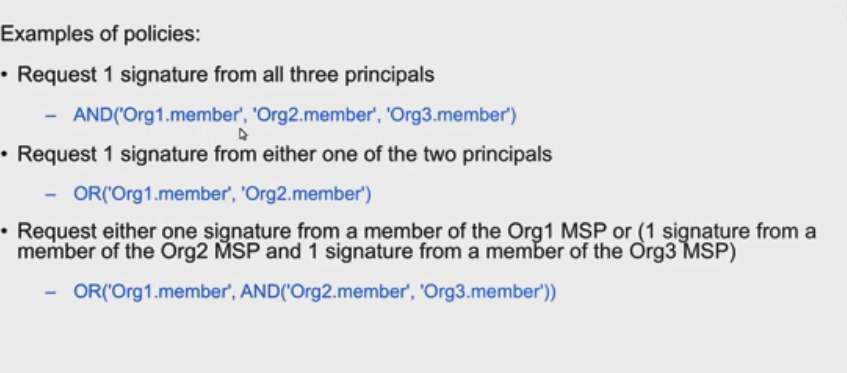 Examples of policies:
• Request 1 signature from all three principals
– AND('Org1.member', 'Org2.member', 'Org3.member')
• Request 1 signature from either one of the two principals
– OR('Org1.member', 'Org2.member')
• Request either one signature from a member of the Org1 MSP or (1 signature from a
member of the Org2 MSP and 1 signature from a member of the Org3 MSP)
– OR('Org1.member', AND('Org2.member', 'Org3.member'))